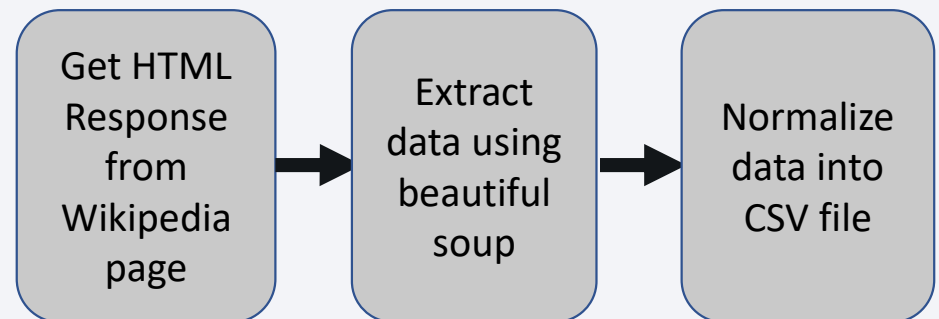 Get HTML
Response
from
Wikipedia
page
Extract
data using
beautiful
soup
Normalize
data into
CSV file